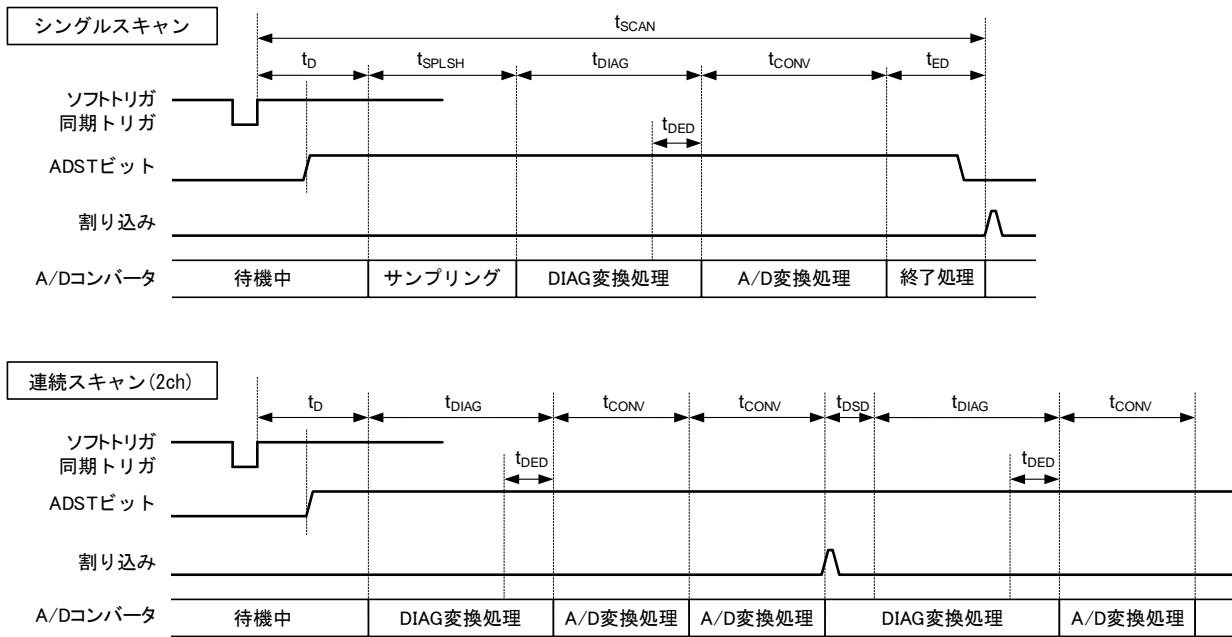 シングルスキャン
tSCAN
tD tSPLSH tDIAG tCONV tED
ソフトトリガ
同期トリガ
tDED
ADSTビット
割り込み
A/Dコンバータ 待機中 サンプリング DIAG変換処理 A/D変換処理 終了処理
連続スキャン(2ch)
tD tDIAG tCONV tCONV tDSD tDIAG tCONV
ソフトトリガ
同期トリガ
tDED tDED
ADSTビット
割り込み
A/Dコンバータ 待機中 DIAG変換処理 A/D変換処理 A/D変換処理 DIAG変換処理 A/D変換処理